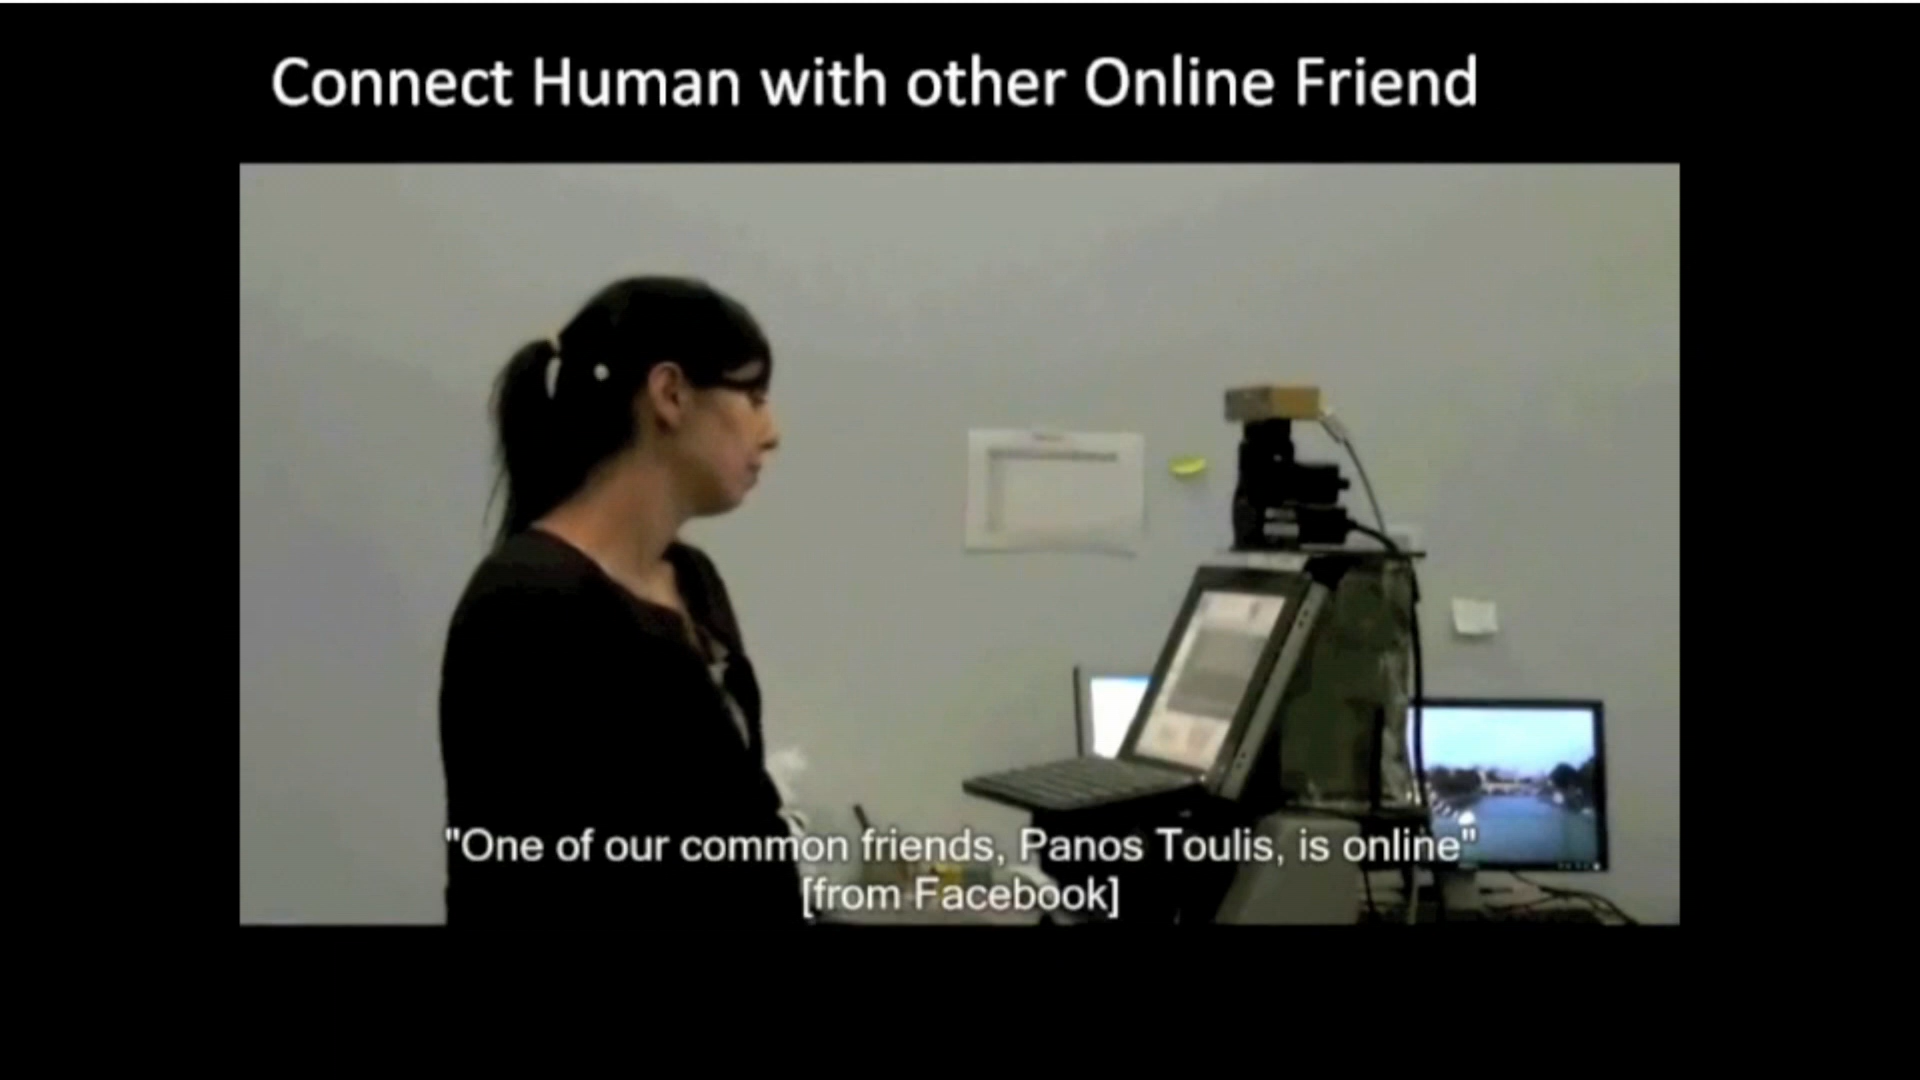 Connect Human with other Online Friend
"One of our common friends, Panos Toulis, is online"
[from Facebook]